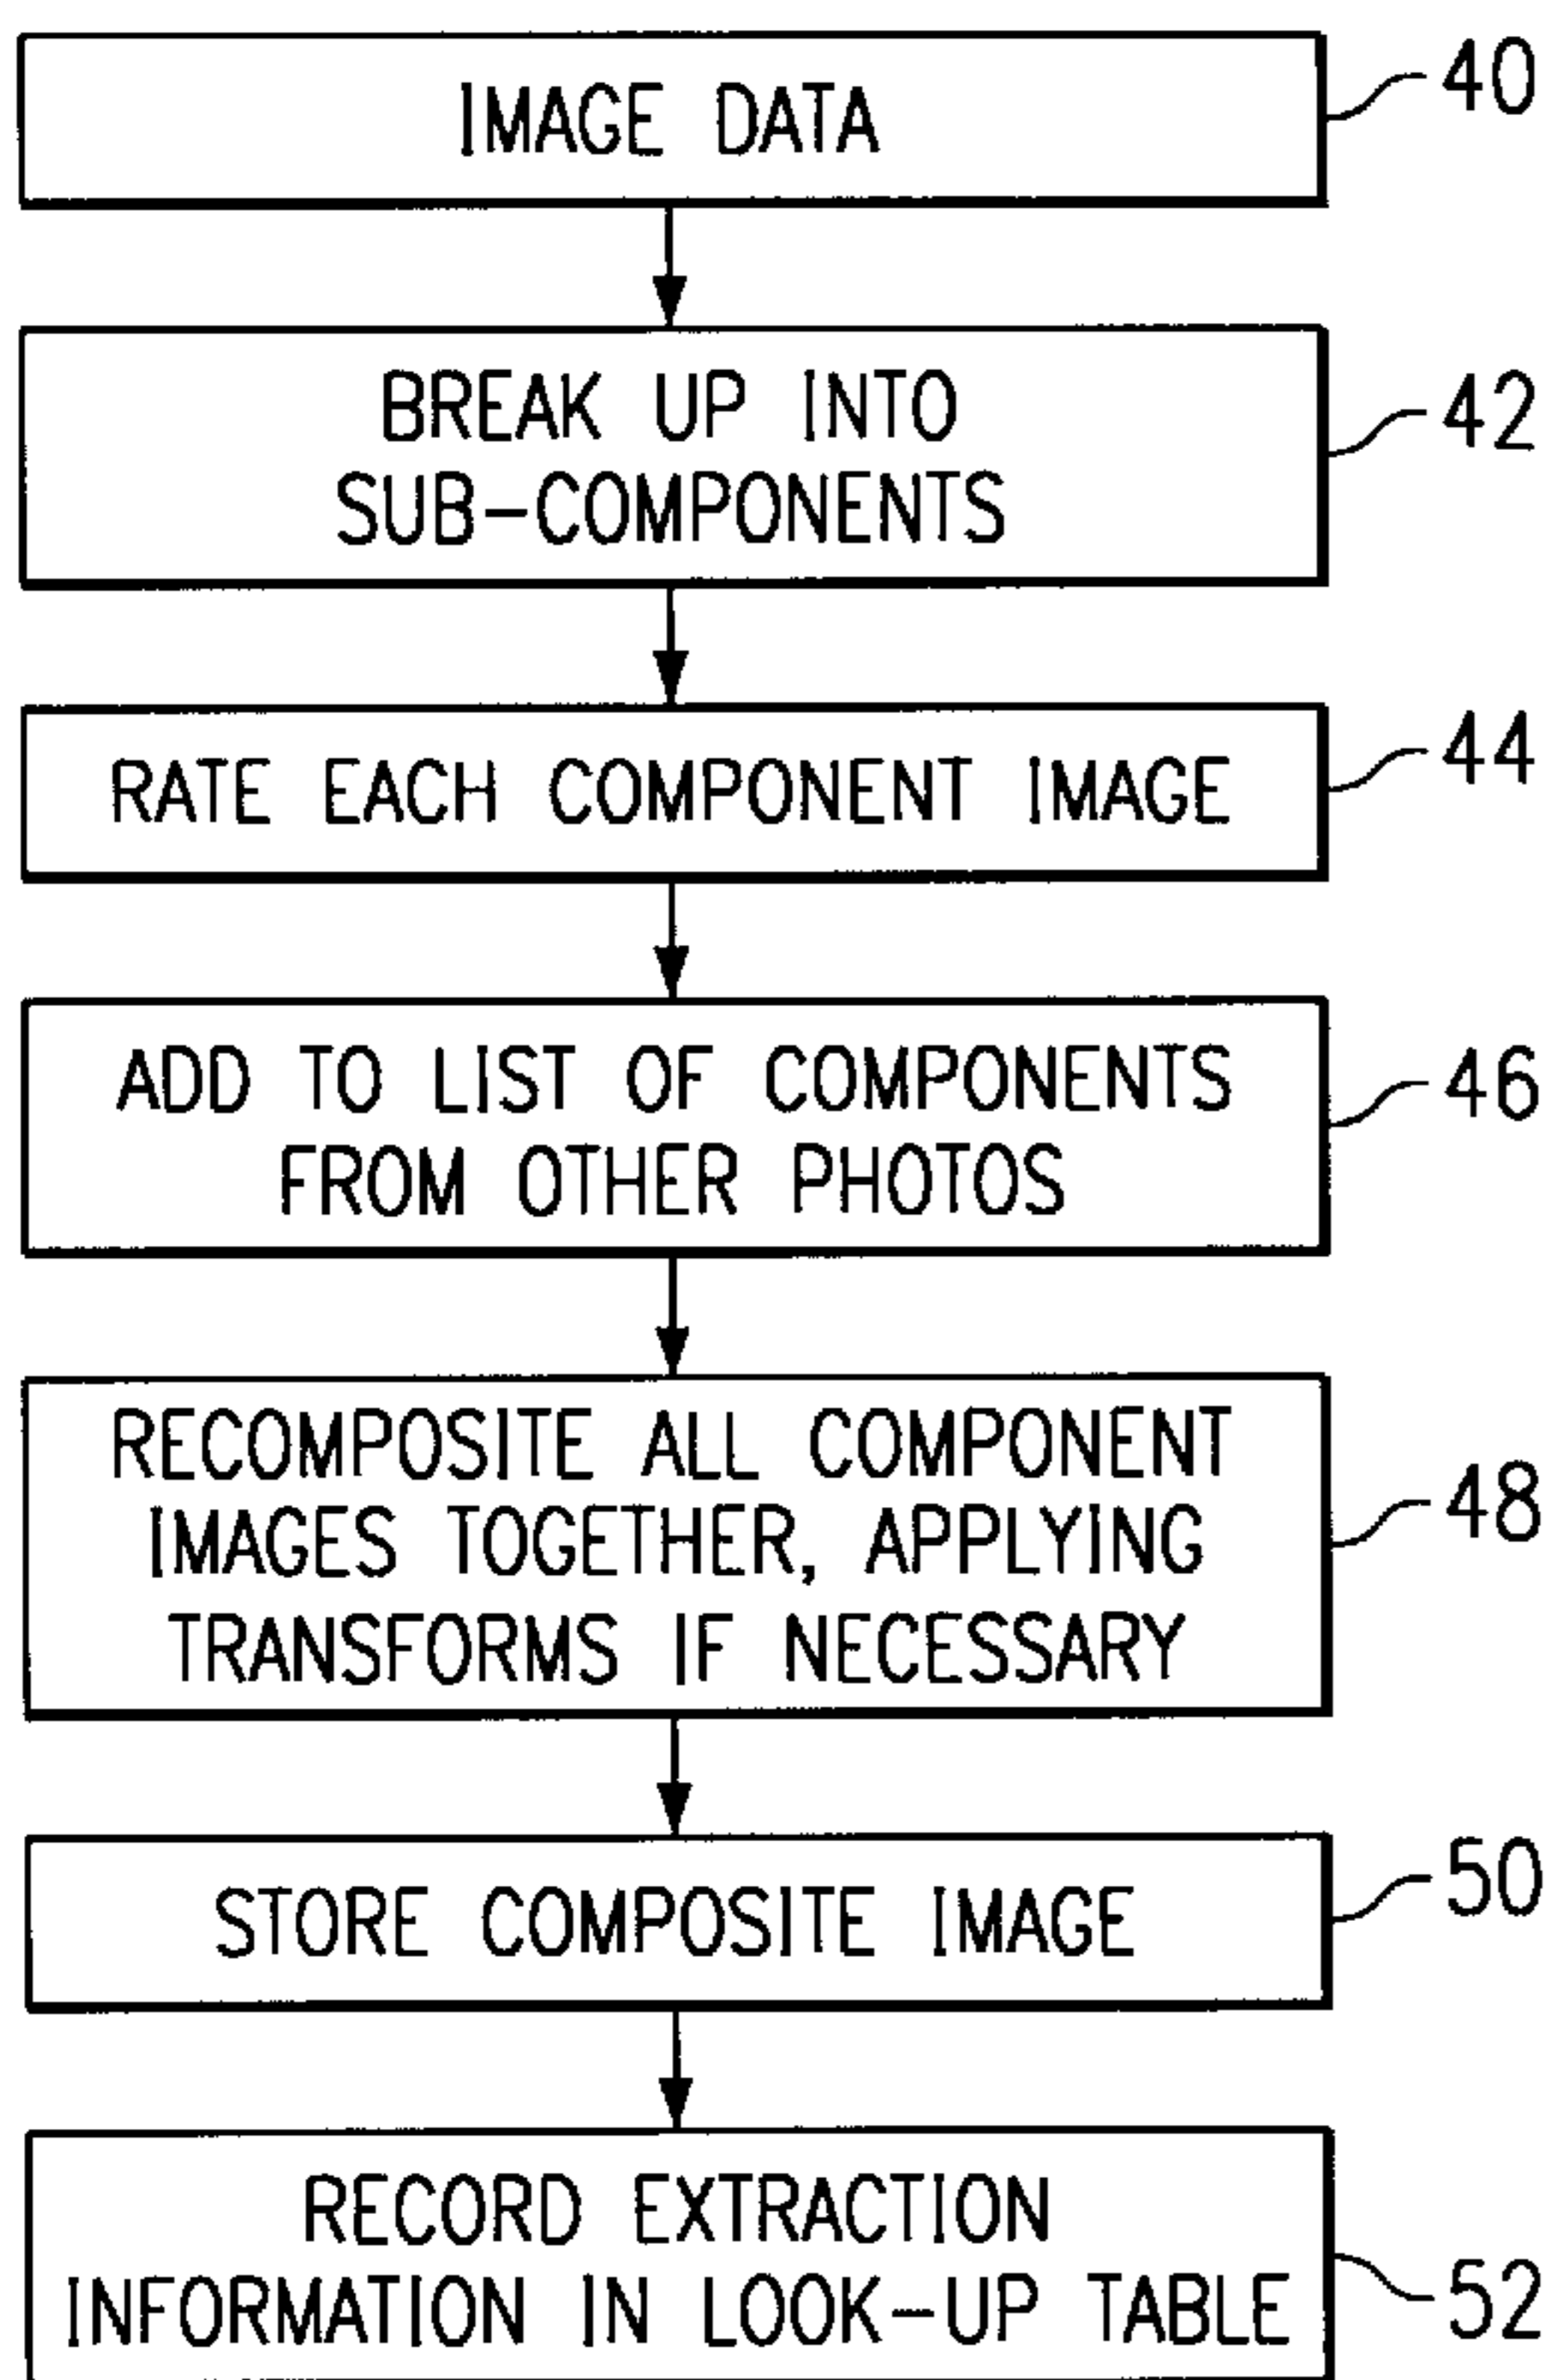 IMAGE DATA
40
BREAK UP INTO
SUB-COMPONENTS
42
RATE EACH COMPONENT IMAGE
44
ADD TO LIST OF COMPONENTS
FROM OTHER PHOTOS
46
RECOMPOSITE ALL COMPONENT
IMAGES TOGETHER, APPLYING
TRANSFORMS IF NECESSARY
48
STORE COMPOSITE IMAGE
50
RECORD EXTRACTION
INFORMATION IN LOOK-UP TABLE
52